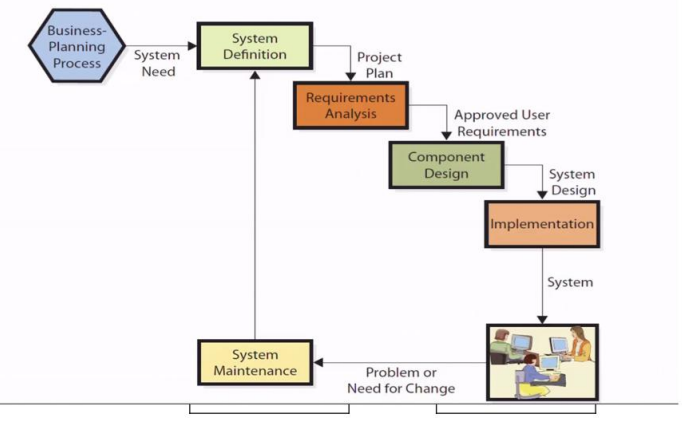 Business-
Planning
Process
System
Need
System
Definition
Project
Plan
Requirements
Analysis
Approved User
Requirements
Component
Design
System
Design
Implementation
System
System
Maintenance
Problem or
Need for Change